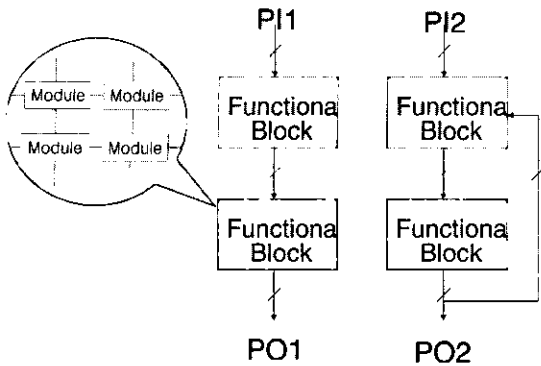 PI1
PI2
Module
Module
Module
Module
Functiona
Block
Functiona
Block
Functiona
Block
Functiona
Block
PO1
PO2